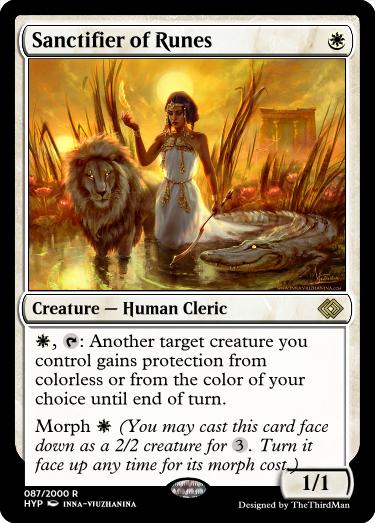 Sanctifier of Runes
Creature — Human Cleric
: Another target creature you
control gains protection from
colorless or from the color of your
choice until end of turn.
Morph (You may cast this card face
down as a 2/2 creature for 3. Turn it
face up any time for its morph cost.)
1/1
087/2000 R
HYP INNA-VIUZHANINA
Designed by TheThirdMan